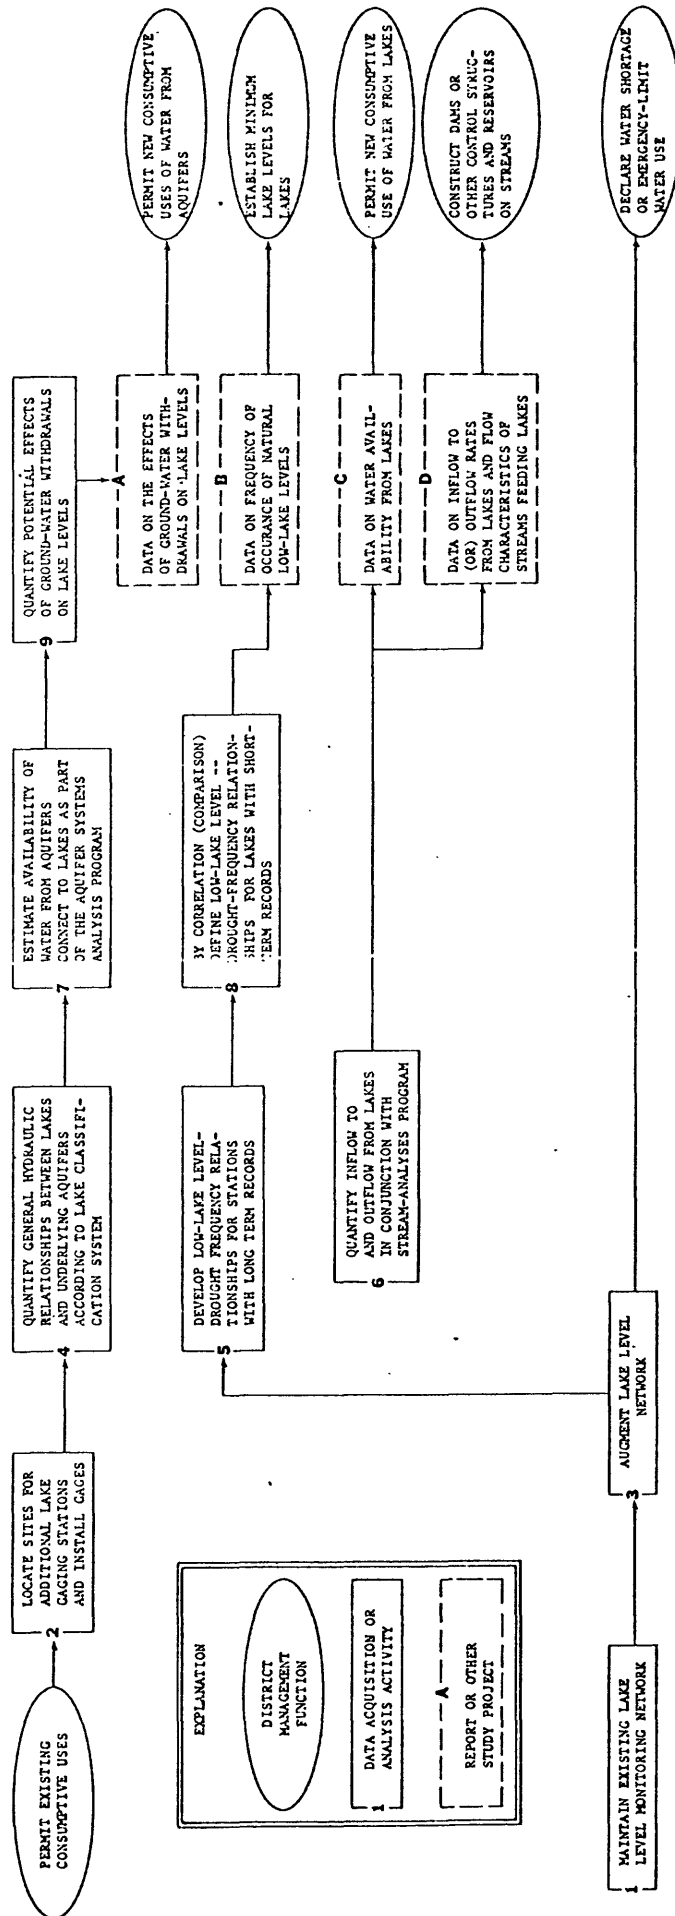 PERMIT EXISTING
CONSUMPTIVE USES
2
LOCATE SITES FOR
ADDITIONAL LAKE
GAGING STATIONS
AND INSTALL GAGES
4
QUANTIFY GENERAL HYDRAULIC
RELATIONSHIPS BETWEEN LAKES
AND UNDERLYING AQUIFERS
ACCORDING TO LAKE CLASSIFI-
CATION SYSTEM
7
ESTIMATE AVAILABILITY OF
WATER FROM AQUIFERS
CONNECT TO LAKES AS PART
OF THE AQUIFER SYSTEMS
ANALYSIS PROGRAM
9
QUANTIFY POTENTIAL EFFECTS
OF GROUND-WATER WITHDRAWALS
ON LAKE LEVELS
A
DATA ON THE EFFECTS
OF GROUND-WATER WITH-
DRAWALS ON LAKE LEVELS
PERMIT NEW CONSUMPTIVE
USES OF WATER FROM
AQUIFERS
5
DEVELOP LOW-LAKE LEVEL-
DROUGHT FREQUENCY RELA-
TIONSHIPS FOR STATIONS
WITH LONG TERM RECORDS
8
BY CORRELATION (COMPARISON)
DEFINE LOW-LAKE LEVEL --
DROUGHT-FREQUENCY RELATION-
SHIPS FOR LAKES WITH SHORT-
TERM RECORDS
B
DATA ON FREQUENCY OF
OCCURANCE OF NATURAL
LOW-LAKE LEVELS
ESTABLISH MINIMUM
LAKE LEVELS FOR
LAKES
6
QUANTIFY INFLOW TO
AND OUTFLOW FROM LAKES
IN CONJUNCTION WITH
STREAM-ANALYSES PROGRAM
C
DATA ON WATER AVAIL-
ABILITY FROM LAKES
PERMIT NEW CONSUMPTIVE
USE OF WATER FROM LAKES
D
DATA ON INFLOW TO
(OR) OUTFLOW RATES
FROM LAKES AND FLOW
CHARACTERISTICS OF
STREAMS FEEDING LAKES
CONSTRUCT DAMS OR
OTHER CONTROL STRUC-
TURES AND RESERVOIRS
ON STREAMS
EXPLANATION
DISTRICT
MANAGEMENT
FUNCTION
1
DATA ACQUISITION OR
ANALYSIS ACTIVITY
A
REPORT OR OTHER
STUDY PROJECT
1
MAINTAIN EXISTING LAKE
LEVEL MONITORING NETWORK
3
AUGMENT LAKE LEVEL
NETWORK
DECLARE WATER SHORTAGE
OR EMERGENCY-LIMIT
WATER USE